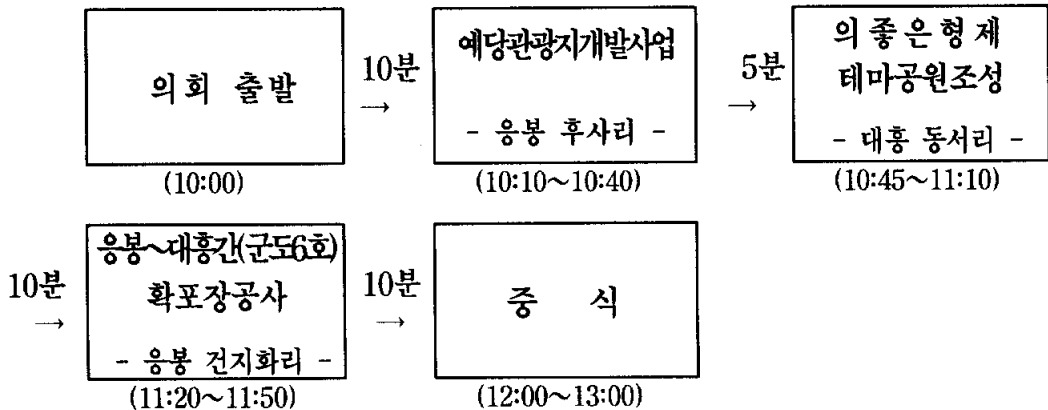 의회 출발
(10:00)
10분
→
예당관광지개발사업
- 응봉 후사리 -
(10:10~10:40)
5분
→
의좋은형제
테마공원조성
- 대흥 동서리 -
(10:45~11:10)
10분
→
응봉~대흥간(군도6호)
확포장공사
- 응봉 건지화리 -
(11:20~11:50)
10분
→
중 식
(12:00~13:00)